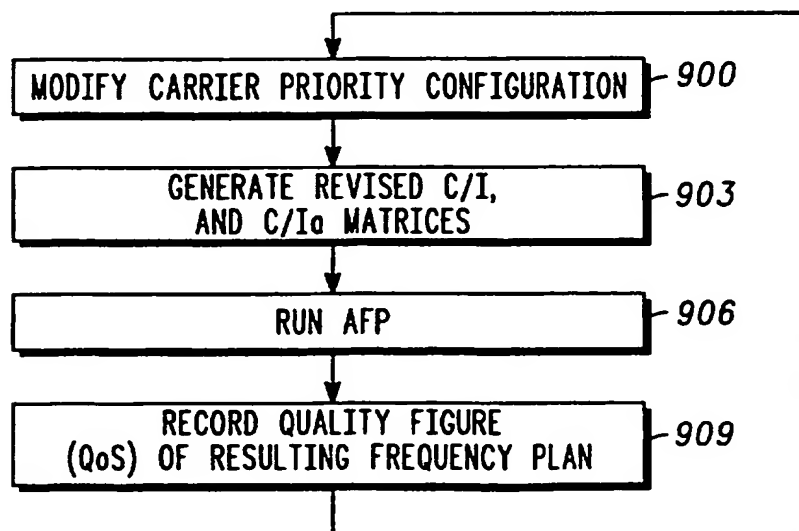 MODIFY CARRIER PRIORITY CONFIGURATION
900
GENERATE REVISED C/I,
AND C/Ia MATRICES
903
RUN AFP
906
RECORD QUALITY FIGURE
(QoS) OF RESULTING FREQUENCY PLAN
909